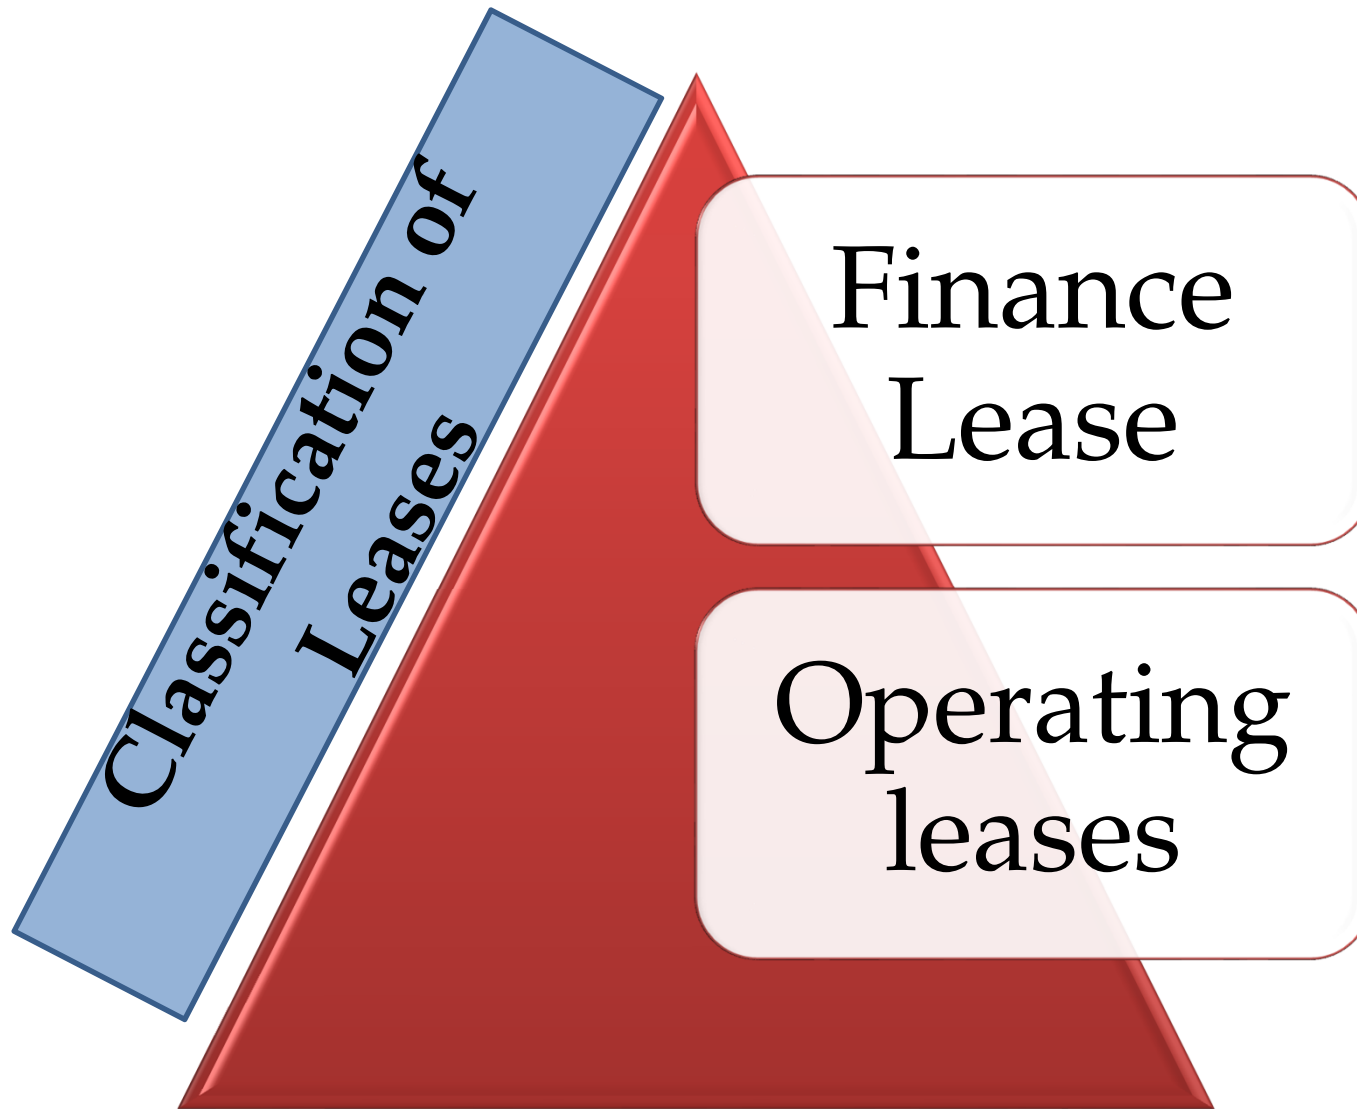 Classification of
Leases
Finance
Lease
Operating
leases